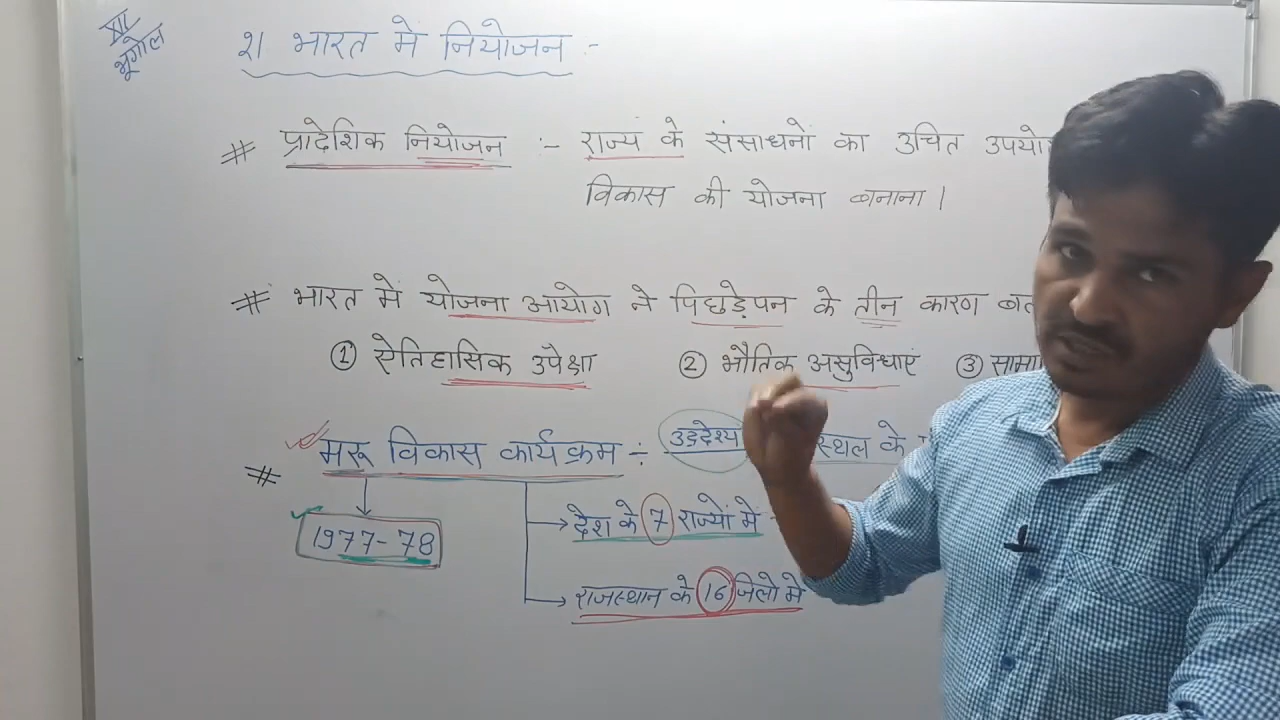 XII
भूगोल
21 भारत में नियोजन :-
# प्रादेशिक नियोजन :- राज्य के संसाधनों का उचित
विकास की योजना बनाना।
# भारत में योजना आयोग ने पिछड़ेपन के तीन कारण
① ऐतिहासिक उपेक्षा ② भौतिक असुविधाएं ③
# मरू विकास कार्यक्रम :- उद्देश्य स्थल के
1977-78 → देश के 7 राज्यों में -
→ राजस्थान के 16 जिलो मे